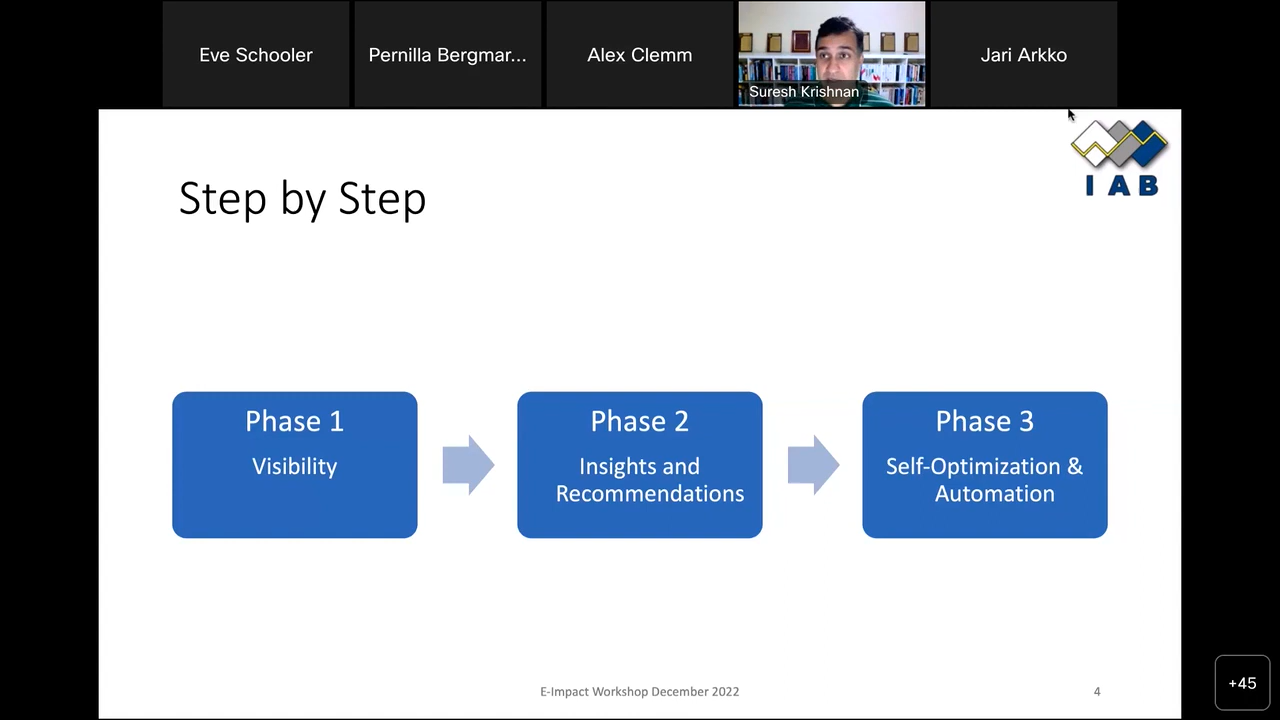 Eve Schooler
Pernilla Bergmar...
Alex Clemm
Suresh Krishnan
Jari Arkko
IAB
Step by Step
Phase 1
Visibility
Phase 2
Insights and
Recommendations
Phase 3
Self-Optimization &
Automation
E-Impact Workshop December 2022
4
+45